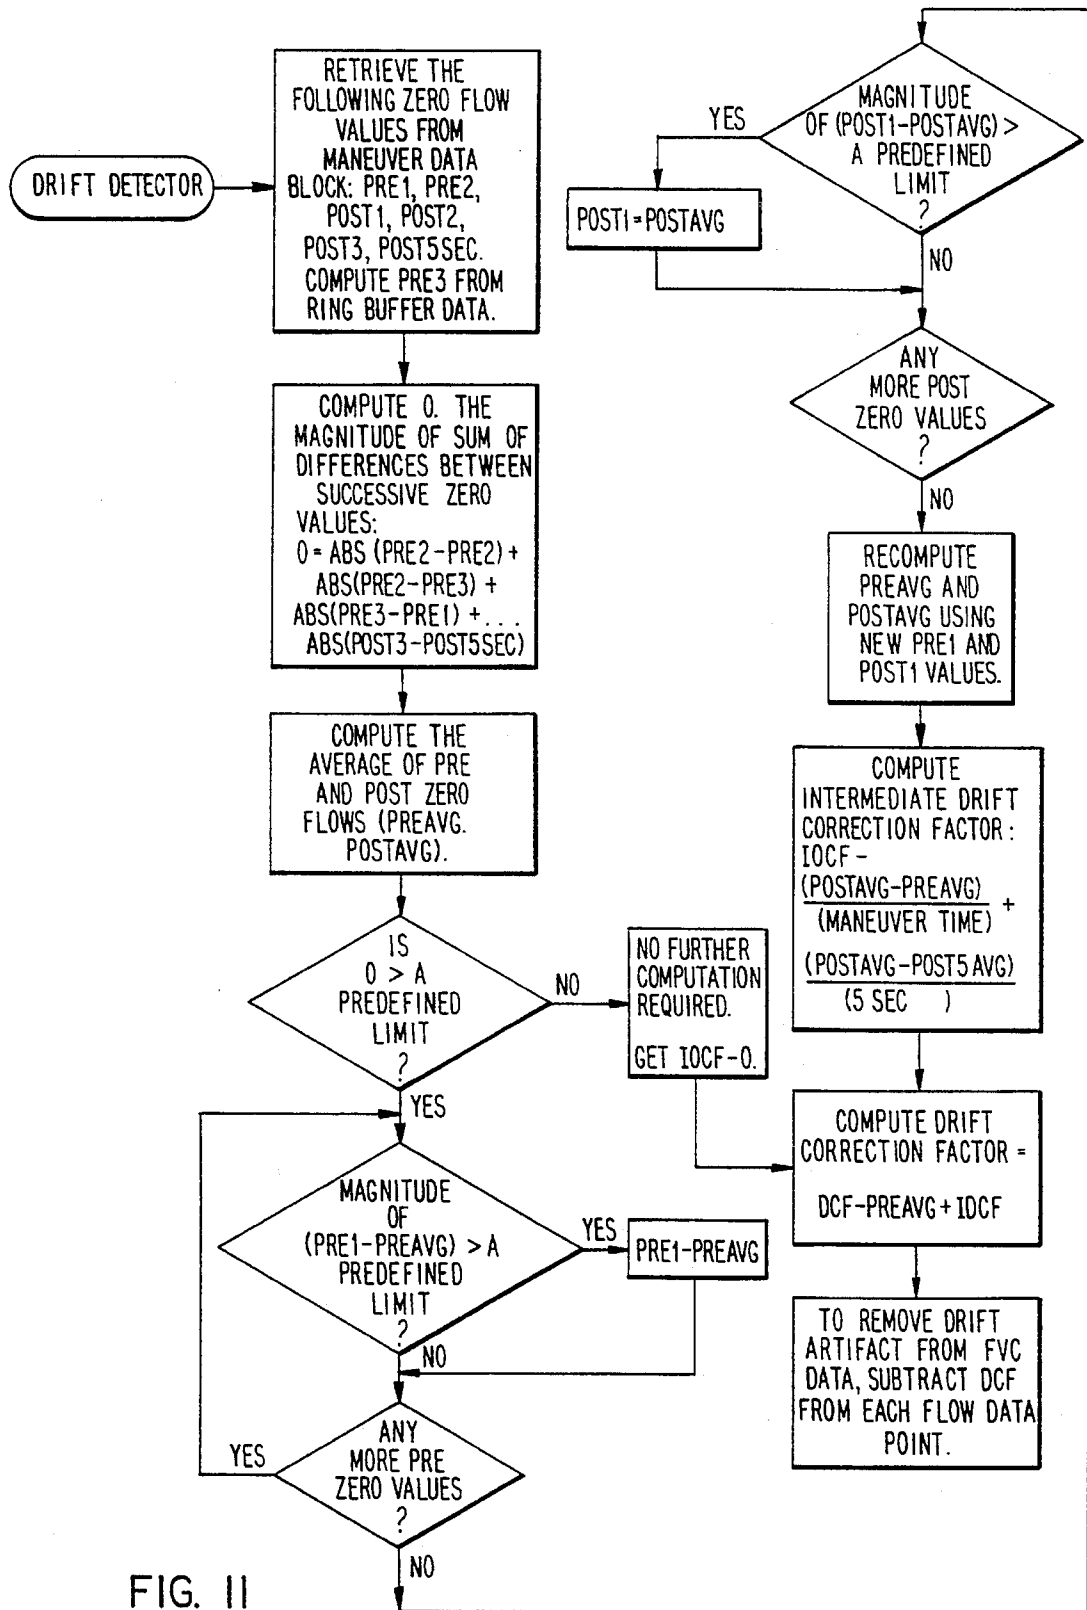 DRIFT DETECTOR
RETRIEVE THE
FOLLOWING ZERO FLOW
VALUES FROM
MANEUVER DATA
BLOCK: PRE1, PRE2,
POST1, POST2,
POST3, POST5SEC.
COMPUTE PRE3 FROM
RING BUFFER DATA.
COMPUTE 0. THE
MAGNITUDE OF SUM OF
DIFFERENCES BETWEEN
SUCCESSIVE ZERO
VALUES:
0=ABS (PRE2-PRE2) +
ABS(PRE2-PRE3) +
ABS(PRE3-PRE1) +...
ABS(POST3-POST5SEC)
COMPUTE THE
AVERAGE OF PRE
AND POST ZERO
FLOWS (PREAVG.
POSTAVG).
IS
0 > A
PREDEFINED
LIMIT
?
NO
NO FURTHER
COMPUTATION
REQUIRED.
GET IOCF-0.
YES
MAGNITUDE
OF
(PRE1-PREAVG) > A
PREDEFINED
LIMIT
?
YES
PRE1-PREAVG
NO
ANY
MORE PRE
ZERO VALUES
?
YES
NO
MAGNITUDE
OF (POST1-POSTAVG) >
A PREDEFINED
LIMIT
?
YES
POST1=POSTAVG
NO
ANY
MORE POST
ZERO VALUES
?
NO
RECOMPUTE
PREAVG AND
POSTAVG USING
NEW PRE1 AND
POST1 VALUES.
COMPUTE
INTERMEDIATE DRIFT
CORRECTION FACTOR:
IOCF-
(POSTAVG-PREAVG) +
(MANEUVER TIME)
(POSTAVG-POST5AVG)
(5 SEC )
COMPUTE DRIFT
CORRECTION FACTOR =
DCF-PREAVG+IDCF
TO REMOVE DRIFT
ARTIFACT FROM FVC
DATA, SUBTRACT DCF
FROM EACH FLOW DATA
POINT.
FIG. 11